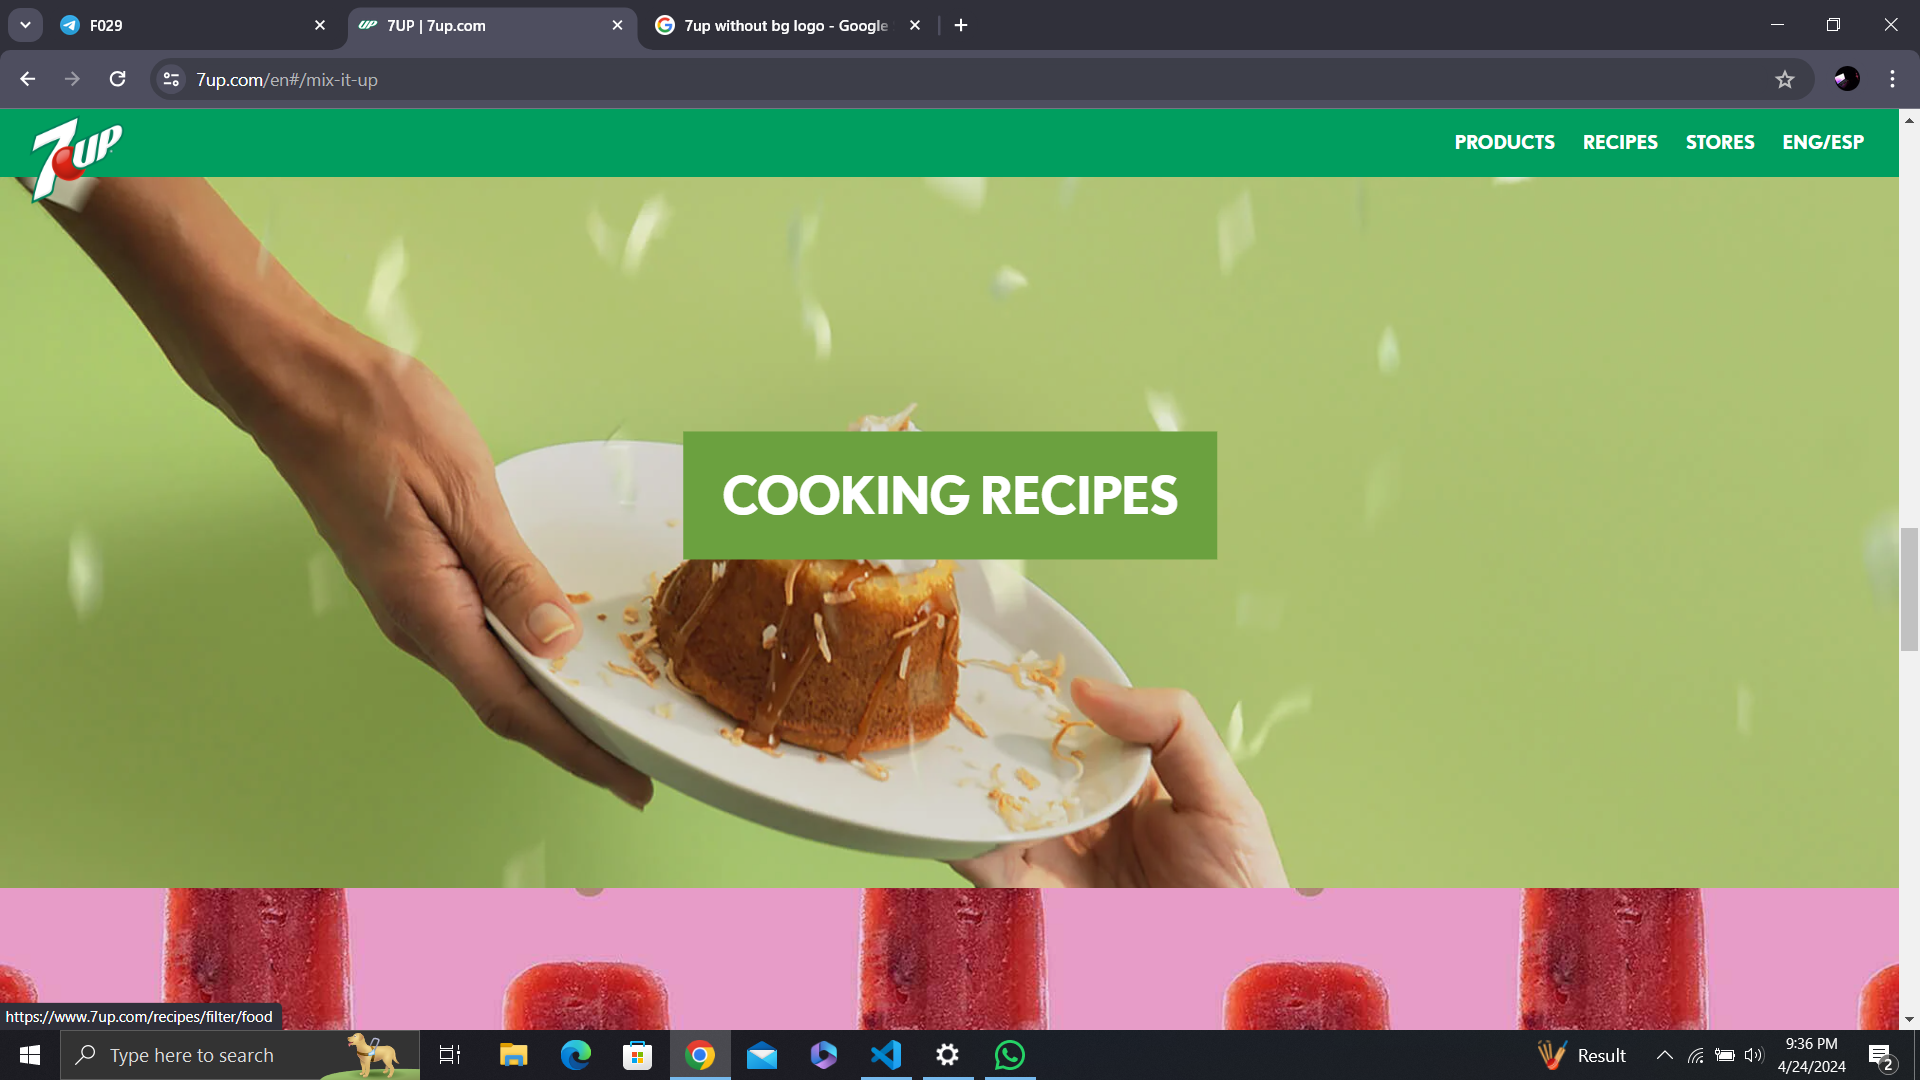 F029
7UP | 7up.com
7up without bg logo - Google
7up.com/en#/mix-it-up
7UP
PRODUCTS
RECIPES
STORES
ENG/ESP
COOKING RECIPES
https://www.7up.com/recipes/filter/food
Type here to search
Result
9:36 PM
4/24/2024
2